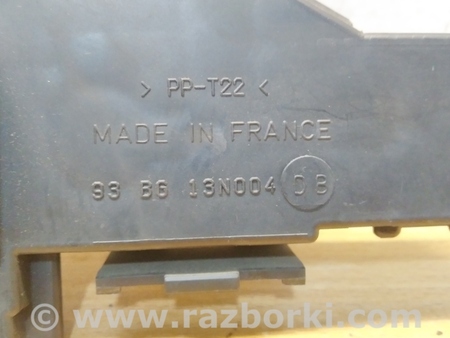 > PP-T22 <
MADE IN FRANCE
93 BG 13N004 DB
www.razborki.com